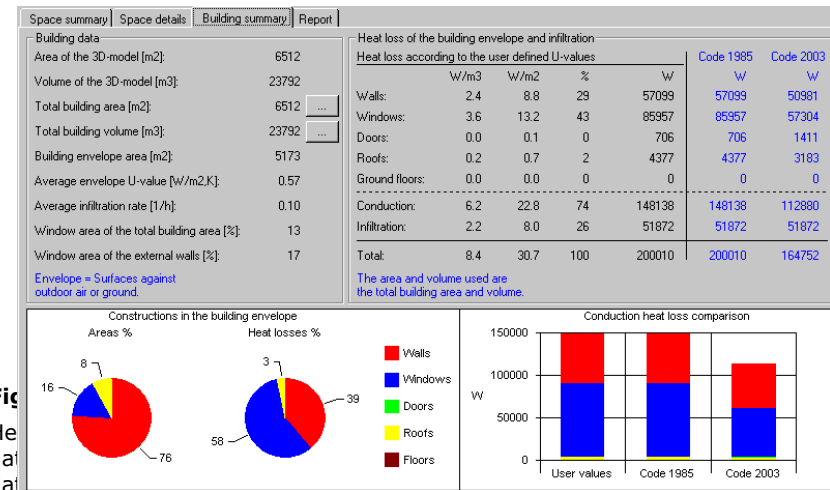 Space summary Space details Building summary Report
Building data
Area of the 3D-model [m2]: 6512
Volume of the 3D-model [m3]: 23792
Total building area [m2]: 6512 ...
Total building volume [m3]: 23792 ...
Building envelope area [m2]: 5173
Average envelope U-value [W/m2,K]: 0.57
Average infiltration rate [1/h]: 0.10
Window area of the total building area [%]: 13
Window area of the external walls [%]: 17
Envelope = Surfaces against
outdoor air or ground.
Heat loss of the building envelope and infiltration
Heat loss according to the user defined U-values Code 1985 Code 2003
W/m3 W/m2 % W W W
Walls: 2.4 8.8 29 57099 57099 50981
Windows: 3.6 13.2 43 85957 85957 57304
Doors: 0.0 0.1 0 706 706 1411
Roofs: 0.2 0.7 2 4377 4377 3183
Ground floors: 0.0 0.0 0 0 0 0
Conduction: 6.2 22.8 74 148138 148138 112880
Infiltration: 2.2 8.0 26 51872 51872 51872
Total: 8.4 30.7 100 200010 200010 164752
The area and volume used are
the total building area and volume.
Constructions in the building envelope
Areas % Heat losses %
8
16
76
3
39
58
Walls
Windows
Doors
Roofs
Floors
Conduction heat loss comparison
150000
100000
W
50000
0
User values Code 1985 Code 2003